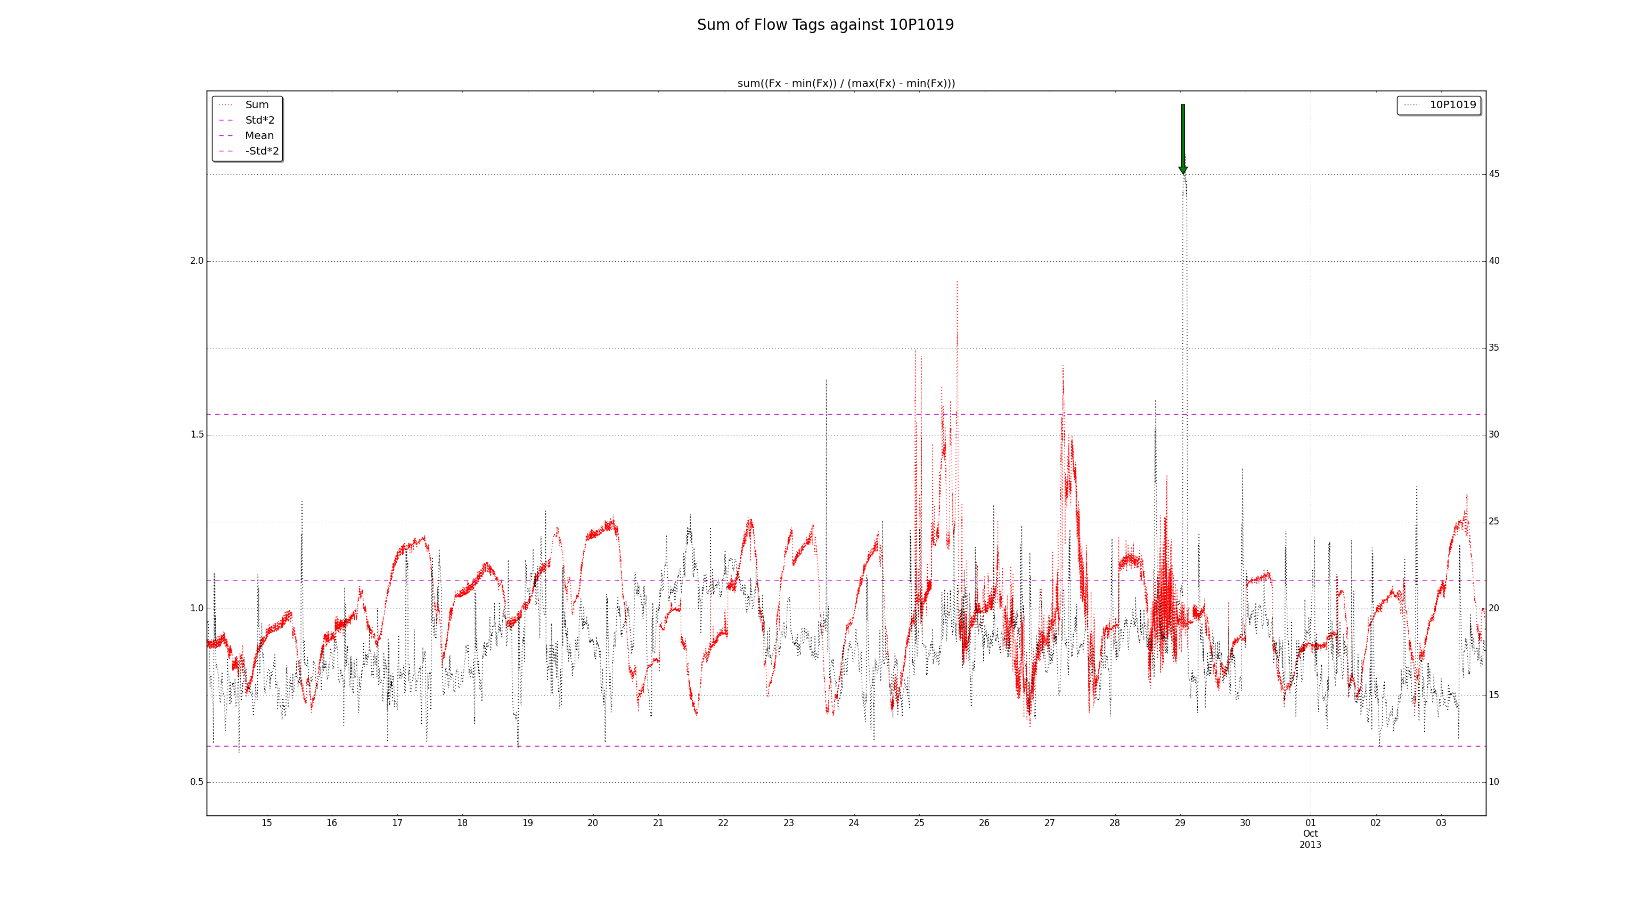 Sum of Flow Tags against 10P1019
sum((Fx - min(Fx)) / (max(Fx) - min(Fx)))
Sum
Std*2
Mean
-Std*2
10P1019
2.0
1.5
1.0
0.5
45
40
35
30
25
20
15
10
15 16 17 18 19 20 21 22 23 24 25 26 27 28 29 30 01 02 03
Oct
2013